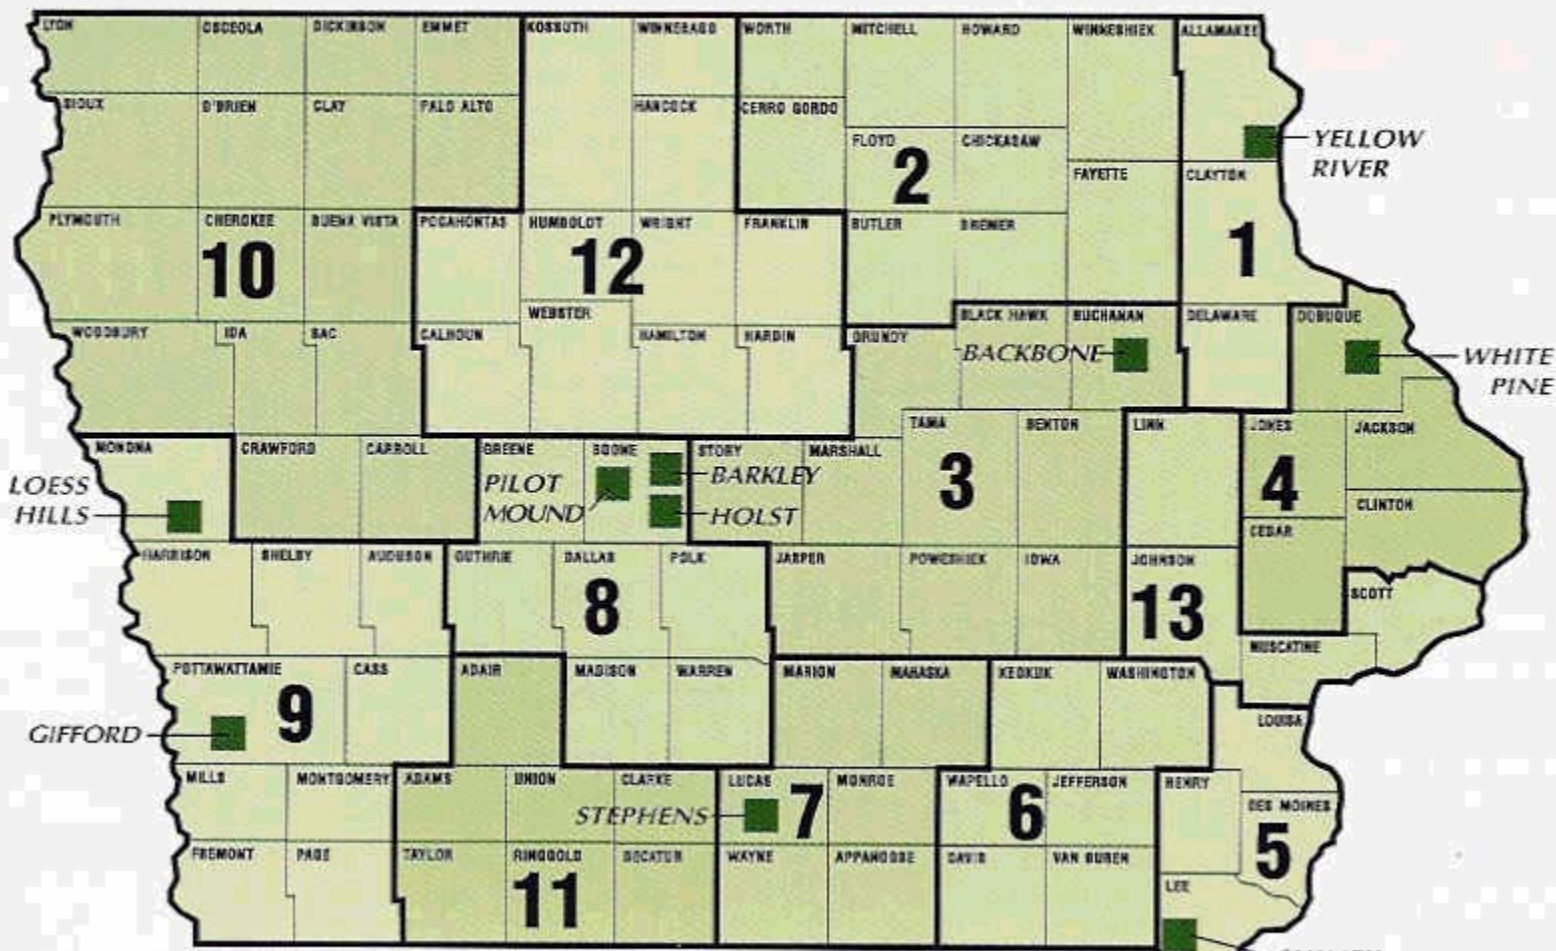 LYON OSCEOLA DICKINSON EMMET KOSSUTH WINNEBAGO WORTH MITCHELL HOWARD WINNESHIEK ALLAMAKEE
SIOUX O'BRIEN CLAY PALO ALTO HANCOCK CERRO GORDO
FLOYD CHICKASAW
YELLOW
RIVER
2
FAYETTE CLAYTON
PLYMOUTH CHEROKEE BUENA VISTA POCAHONTAS HUMBOLDT WRIGHT FRANKLIN BUTLER BREMER
10 12 1
WEBSTER
BLACK HAWK BUCHANAN DELAWARE DUBUQUE
WOODBURY IDA SAC CALHOUN HAMILTON HARDIN GRUNDY
BACKBONE
WHITE
PINE
TAMA BENTON LINN JONES JACKSON
MONONA CRAWFORD CARROLL GREENE BOONE STORY MARSHALL
LOESS
HILLS
PILOT
MOUND
BARKLEY
HOLST
3 4
CLINTON
CEDAR
HARRISON SHELBY AUDUBON GUTHRIE DALLAS POLK JASPER POWESHIEK IOWA JOHNSON
SCOTT
8 13
MUSCATINE
POTTAWATTAMIE CASS ADAIR MADISON WARREN MARION MAHASKA KEOKUK WASHINGTON
GIFFORD
9
LOUISA
MILLS MONTGOMERY ADAMS UNION CLARKE LUCAS MONROE WAPELLO JEFFERSON HENRY
DES MOINES
STEPHENS
7 6 5
FREMONT PAGE TAYLOR RINGGOLD DECATUR WAYNE APPANOOSE DAVIS VAN BUREN
11
LEE